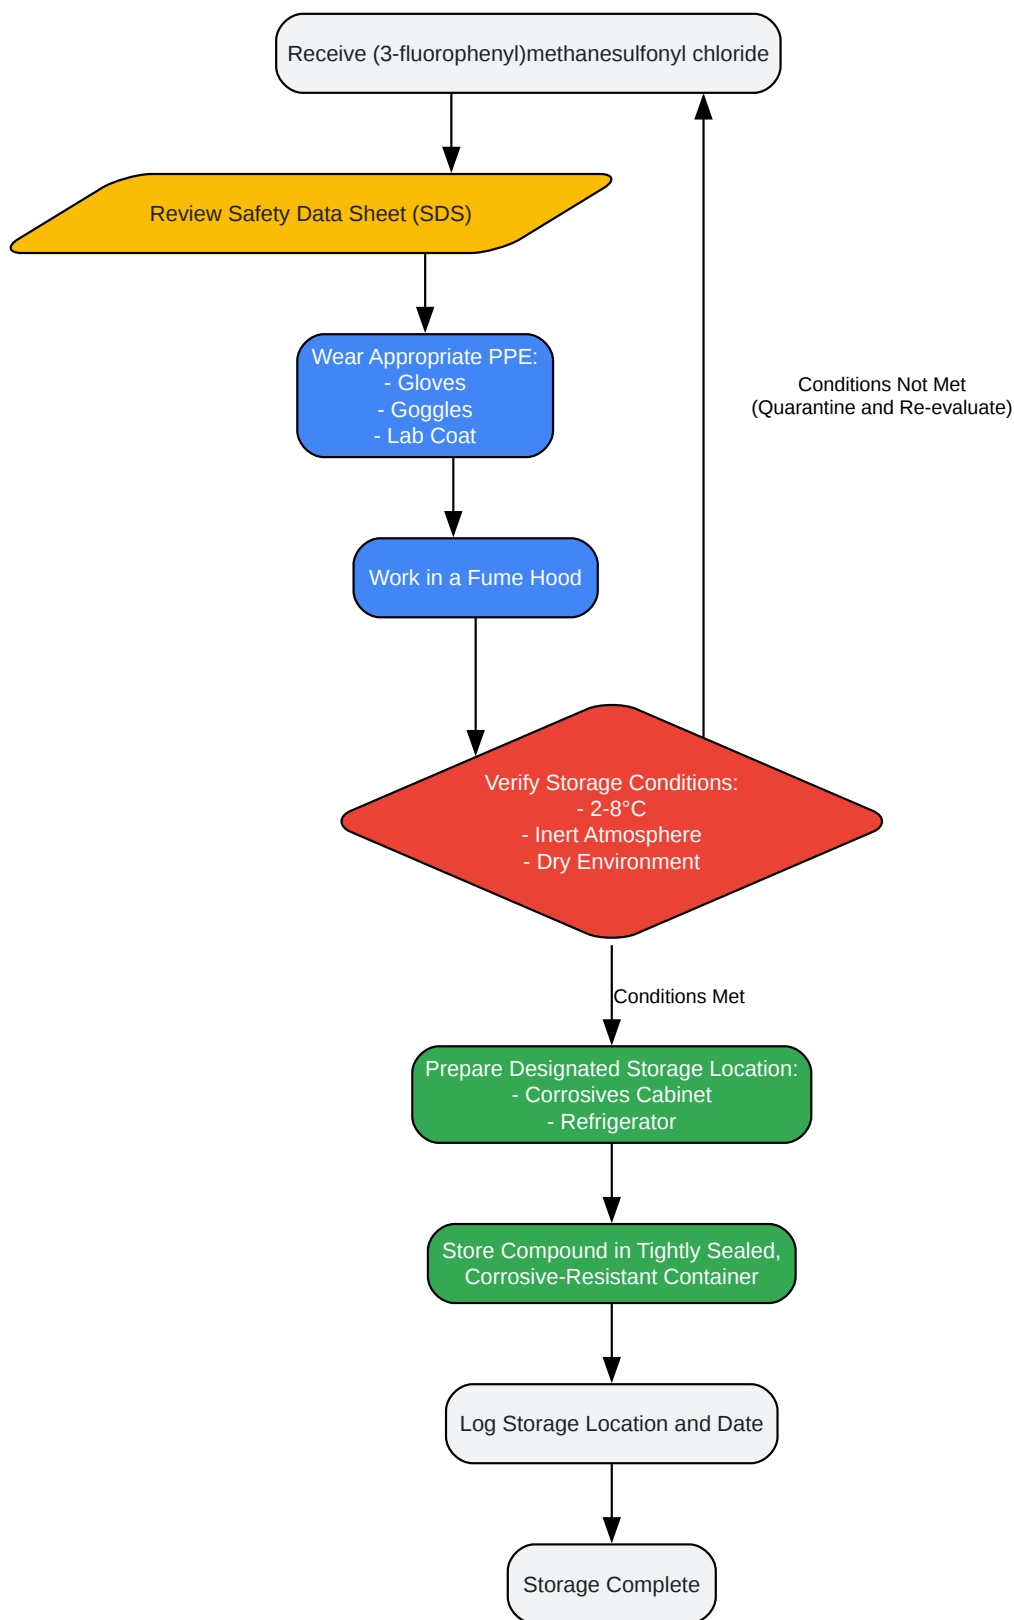 Receive (3-fluorophenyl)methanesulfonyl chloride
Review Safety Data Sheet (SDS)
Wear Appropriate PPE:
- Gloves
- Goggles
- Lab Coat
Conditions Not Met
(Quarantine and Re-evaluate)
Work in a Fume Hood
Verify Storage Conditions:
- 2-8°C
- Inert Atmosphere
- Dry Environment
Conditions Met
Prepare Designated Storage Location:
- Corrosives Cabinet
- Refrigerator
Store Compound in Tightly Sealed,
Corrosive-Resistant Container
Log Storage Location and Date
Storage Complete